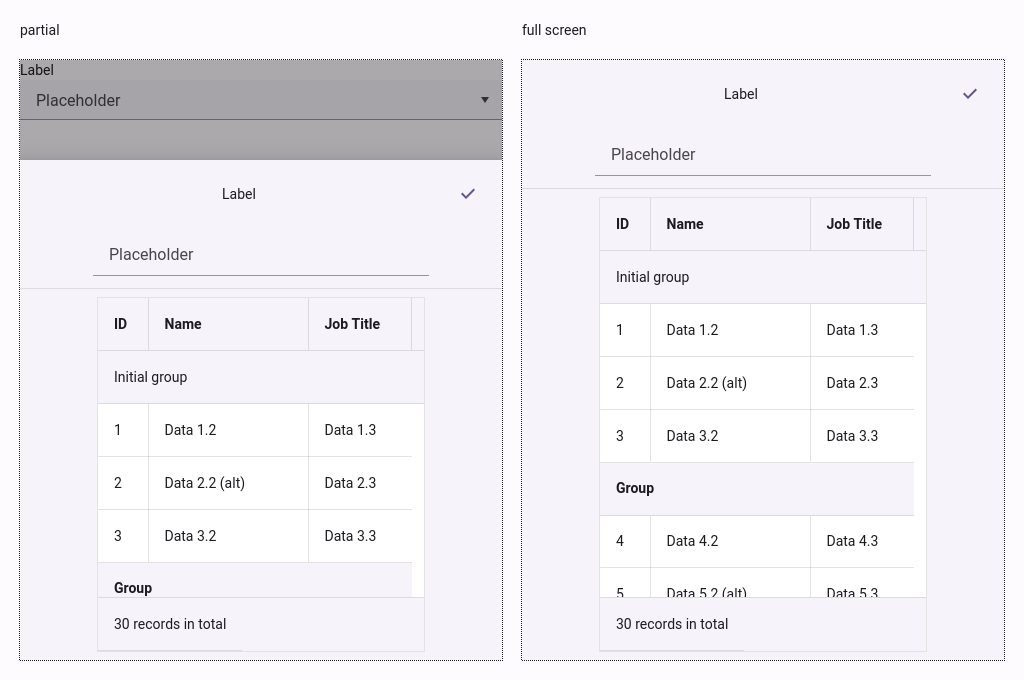 partial
Label
Placeholder
Label
Placeholder
ID Name Job Title
Initial group
1 Data 1.2 Data 1.3
2 Data 2.2 (alt) Data 2.3
3 Data 3.2 Data 3.3
Group
30 records in total
full screen
Label
Placeholder
ID Name Job Title
Initial group
1 Data 1.2 Data 1.3
2 Data 2.2 (alt) Data 2.3
3 Data 3.2 Data 3.3
Group
4 Data 4.2 Data 4.3
5 Data 5.2 (alt) Data 5.3
30 records in total